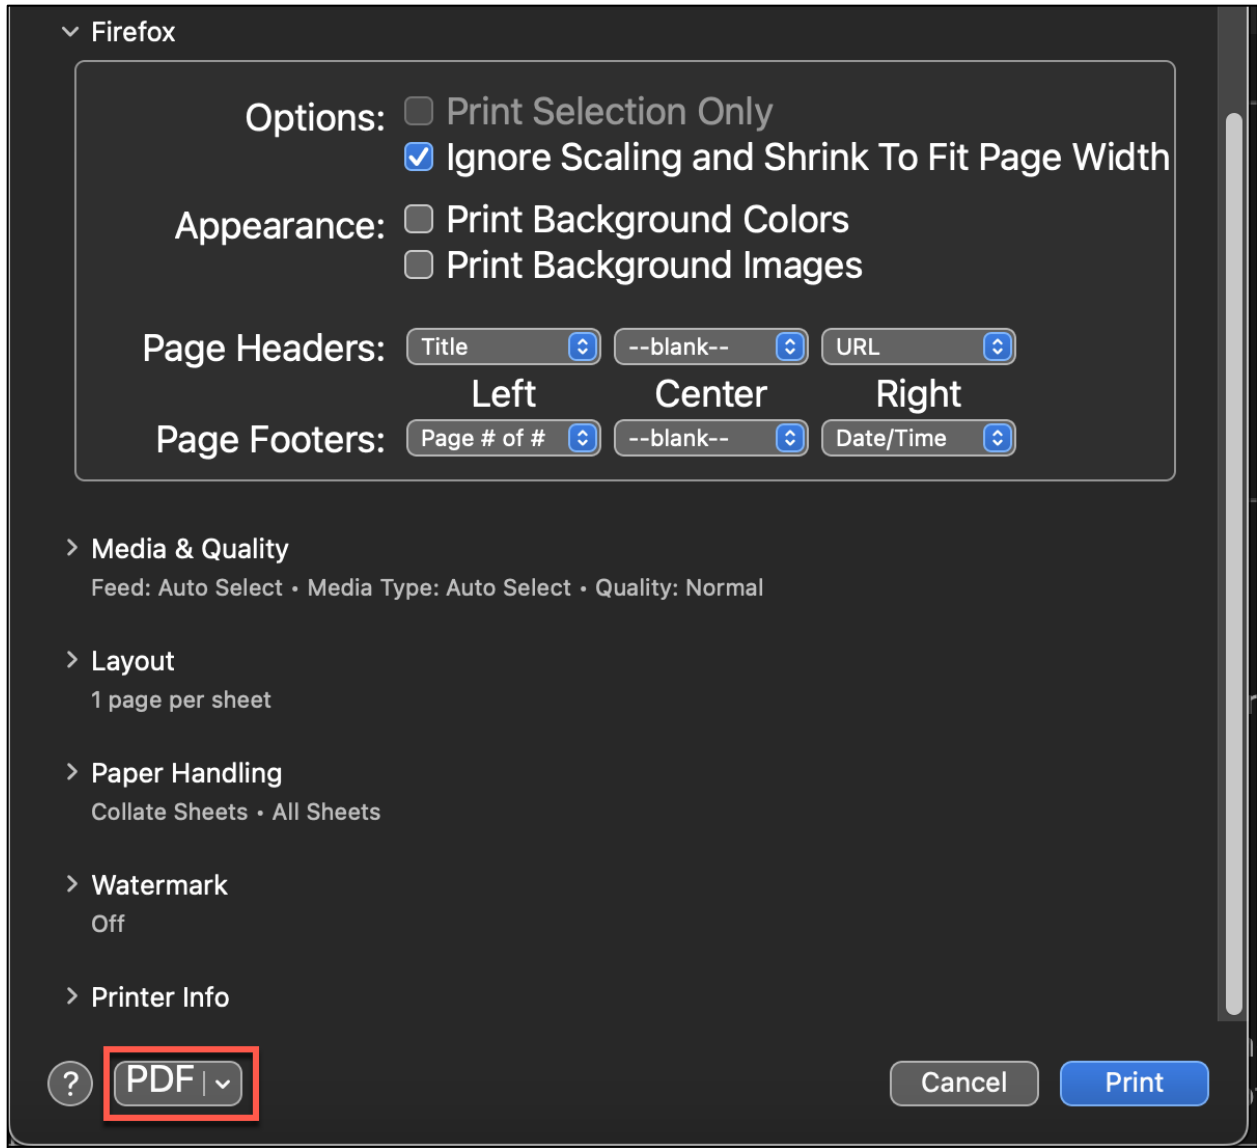 Firefox
Options: Print Selection Only
Ignore Scaling and Shrink To Fit Page Width
Appearance: Print Background Colors
Print Background Images
Page Headers: Title --blank-- URL
Left Center Right
Page Footers: Page # of # --blank-- Date/Time
Media & Quality
Feed: Auto Select • Media Type: Auto Select • Quality: Normal
Layout
1 page per sheet
Paper Handling
Collate Sheets • All Sheets
Watermark
Off
Printer Info
? PDF Cancel Print